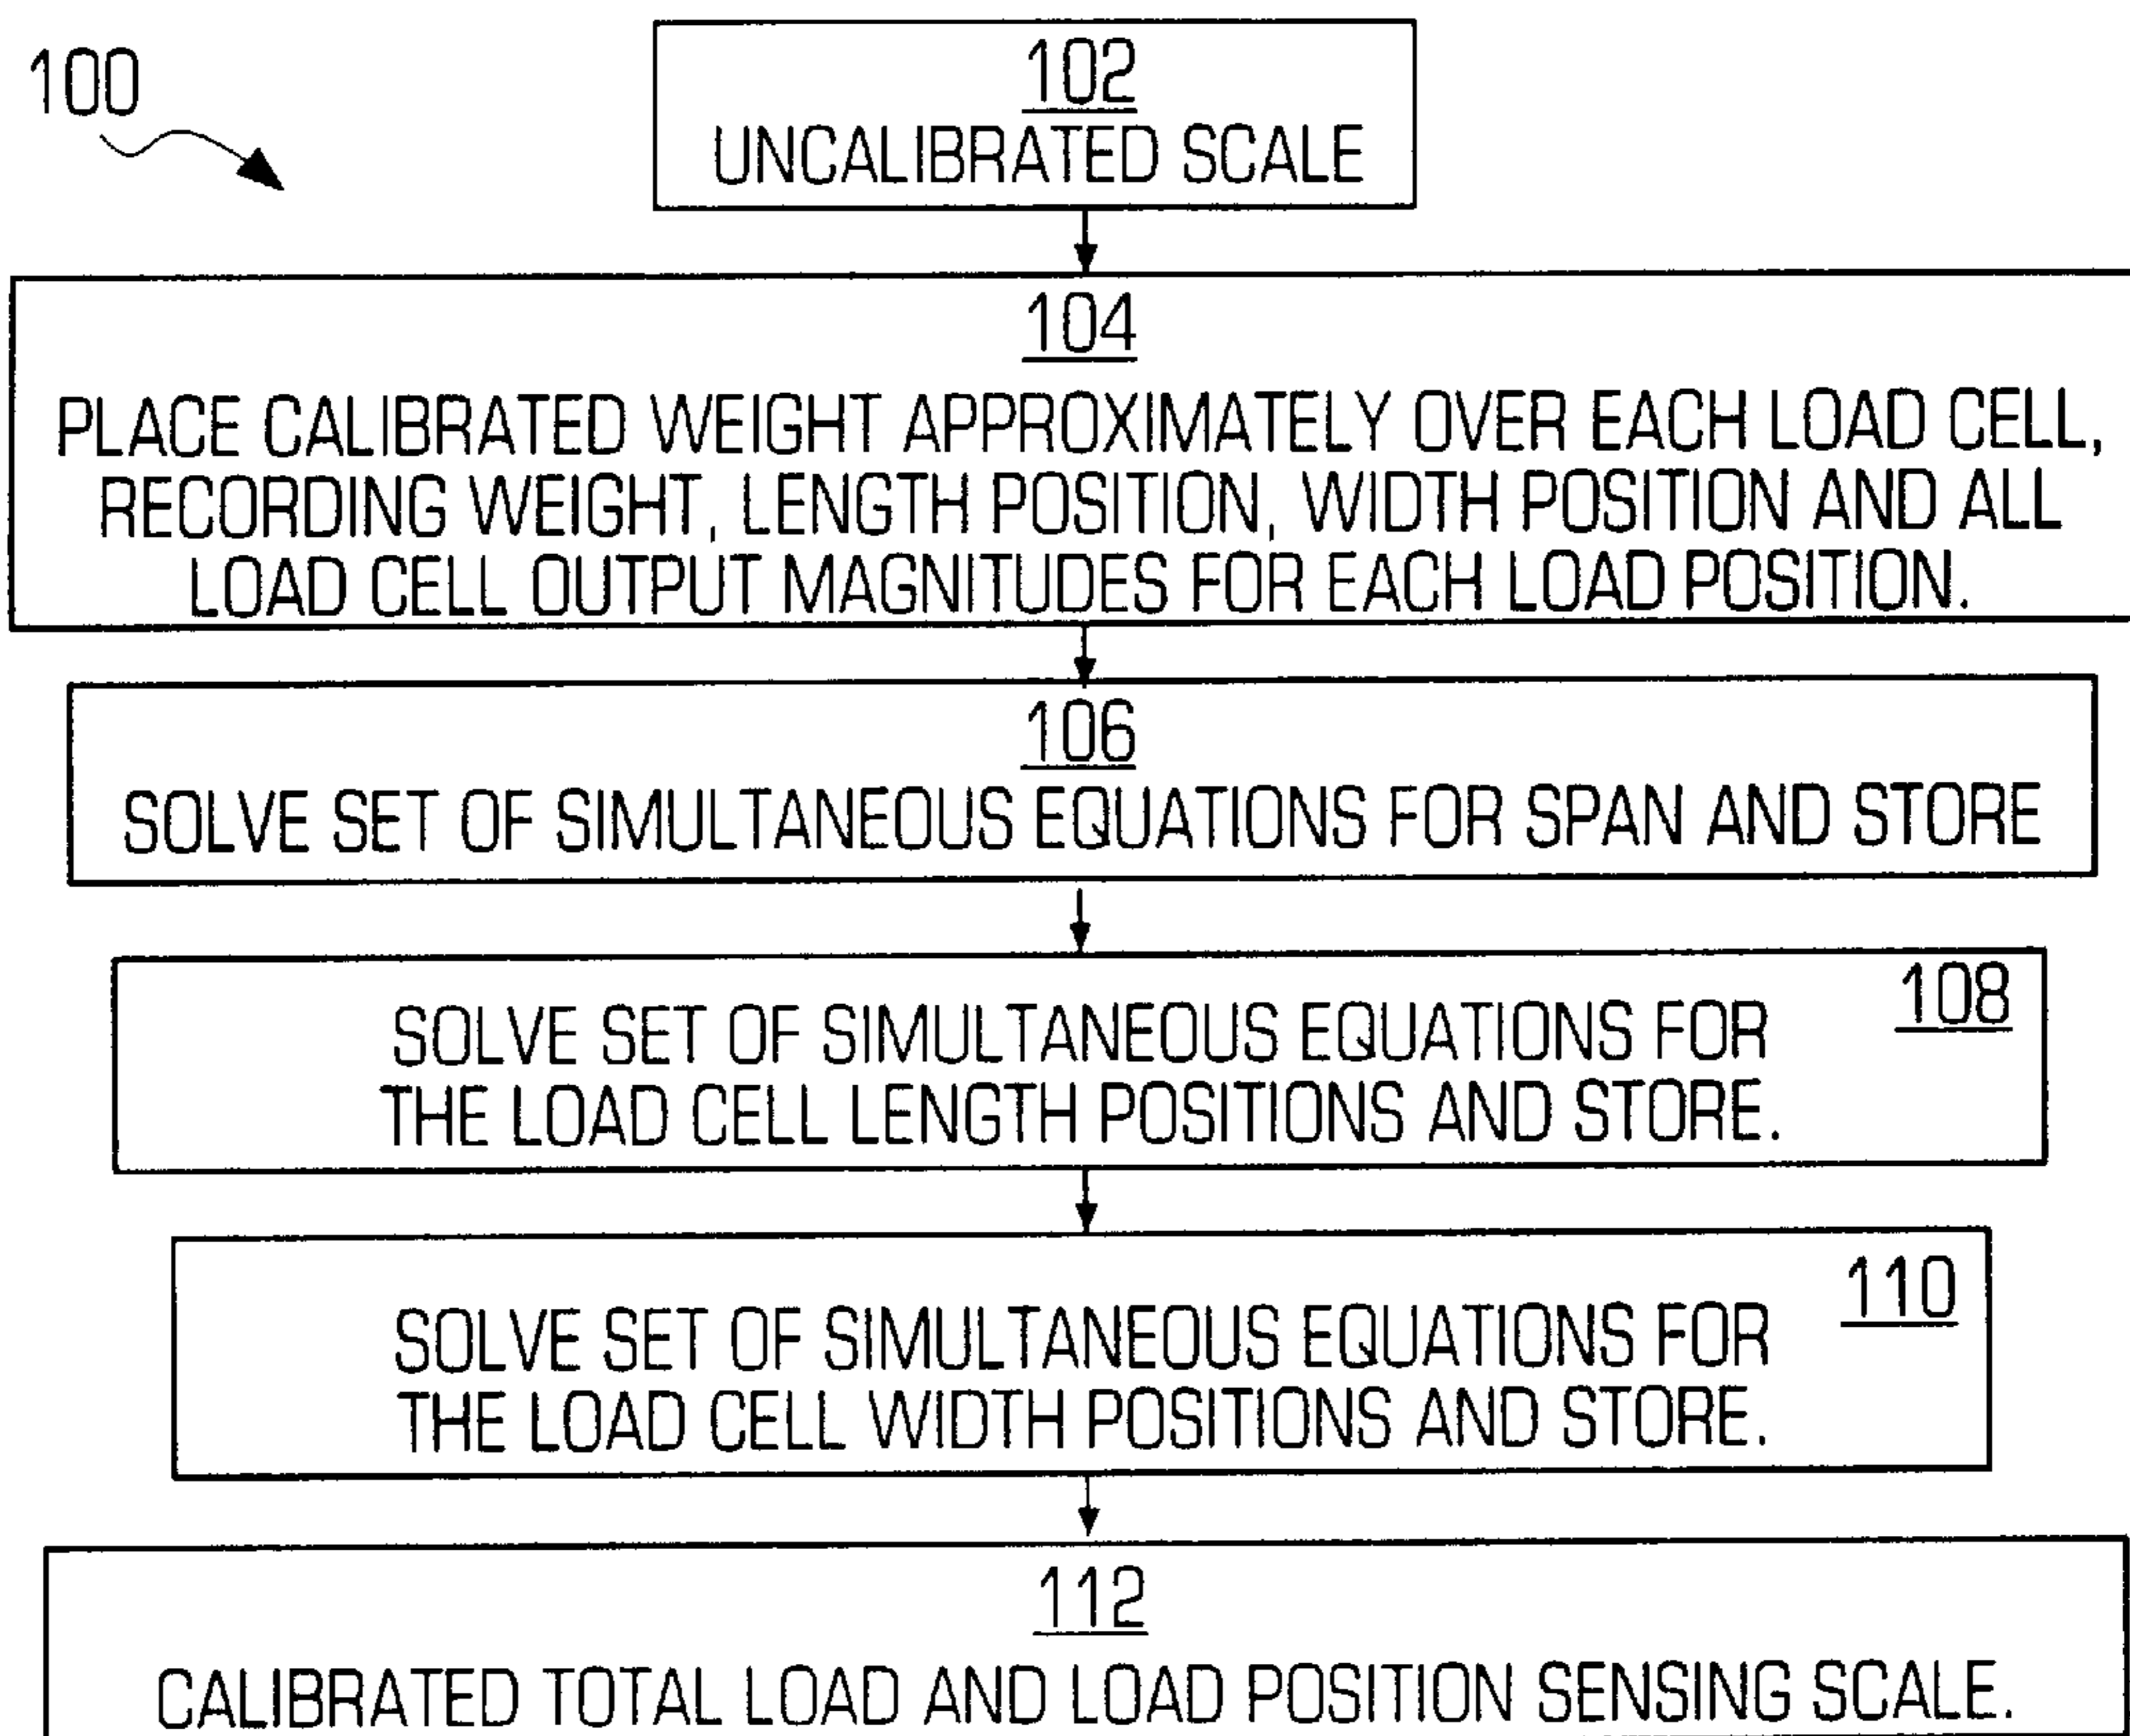 100
102
UNCALIBRATED SCALE
104
PLACE CALIBRATED WEIGHT APPROXIMATELY OVER EACH LOAD CELL,
RECORDING WEIGHT, LENGTH POSITION, WIDTH POSITION AND ALL
LOAD CELL OUTPUT MAGNITUDES FOR EACH LOAD POSITION.
106
SOLVE SET OF SIMULTANEOUS EQUATIONS FOR SPAN AND STORE
108
SOLVE SET OF SIMULTANEOUS EQUATIONS FOR
THE LOAD CELL LENGTH POSITIONS AND STORE.
110
SOLVE SET OF SIMULTANEOUS EQUATIONS FOR
THE LOAD CELL WIDTH POSITIONS AND STORE.
112
CALIBRATED TOTAL LOAD AND LOAD POSITION SENSING SCALE.